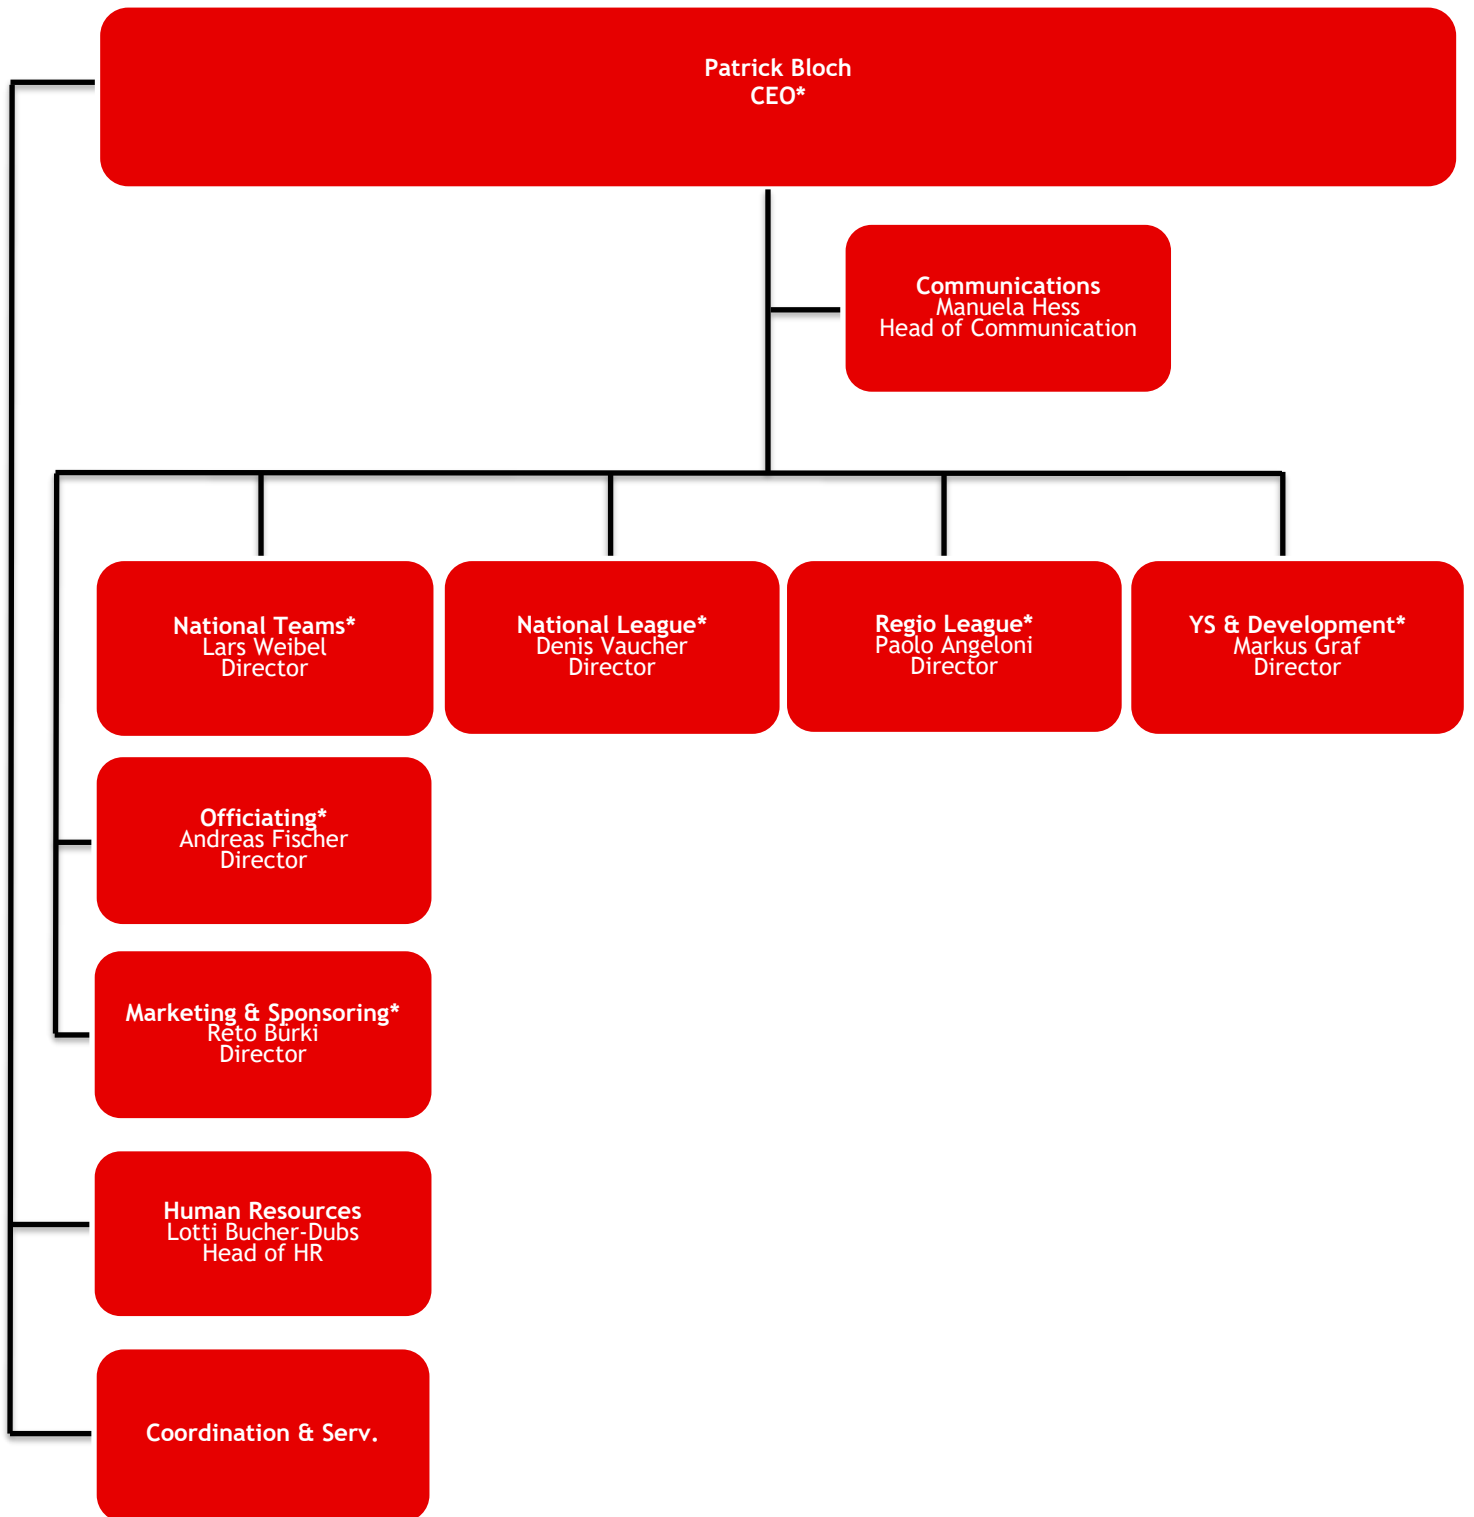 Patrick Bloch
CEO*
Communications
Manuela Hess
Head of Communication
National Teams*
Lars Weibel
Director
National League*
Denis Vaucher
Director
Regio League*
Paolo Angeloni
Director
YS & Development*
Markus Graf
Director
Officiating*
Andreas Fischer
Director
Marketing & Sponsoring*
Reto Bürki
Director
Human Resources
Lotti Bucher-Dubs
Head of HR
Coordination & Serv.